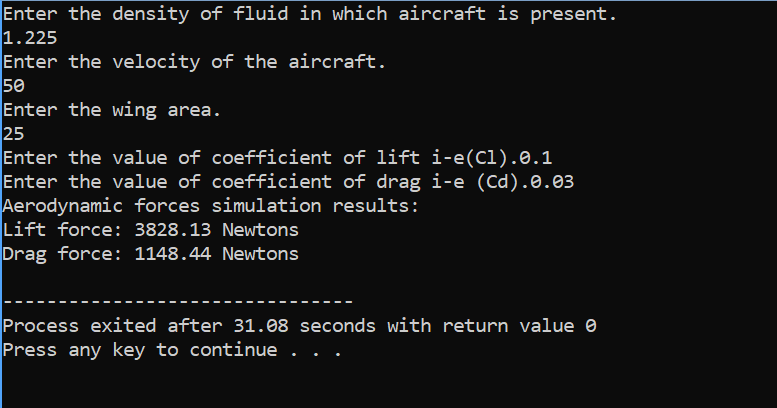 Enter the density of fluid in which aircraft is present.
1.225
Enter the velocity of the aircraft.
50
Enter the wing area.
25
Enter the value of coefficient of lift i-e(Cl).0.1
Enter the value of coefficient of drag i-e (Cd).0.03
Aerodynamic forces simulation results:
Lift force: 3828.13 Newtons
Drag force: 1148.44 Newtons
--------------------------------
Process exited after 31.08 seconds with return value 0
Press any key to continue . . .